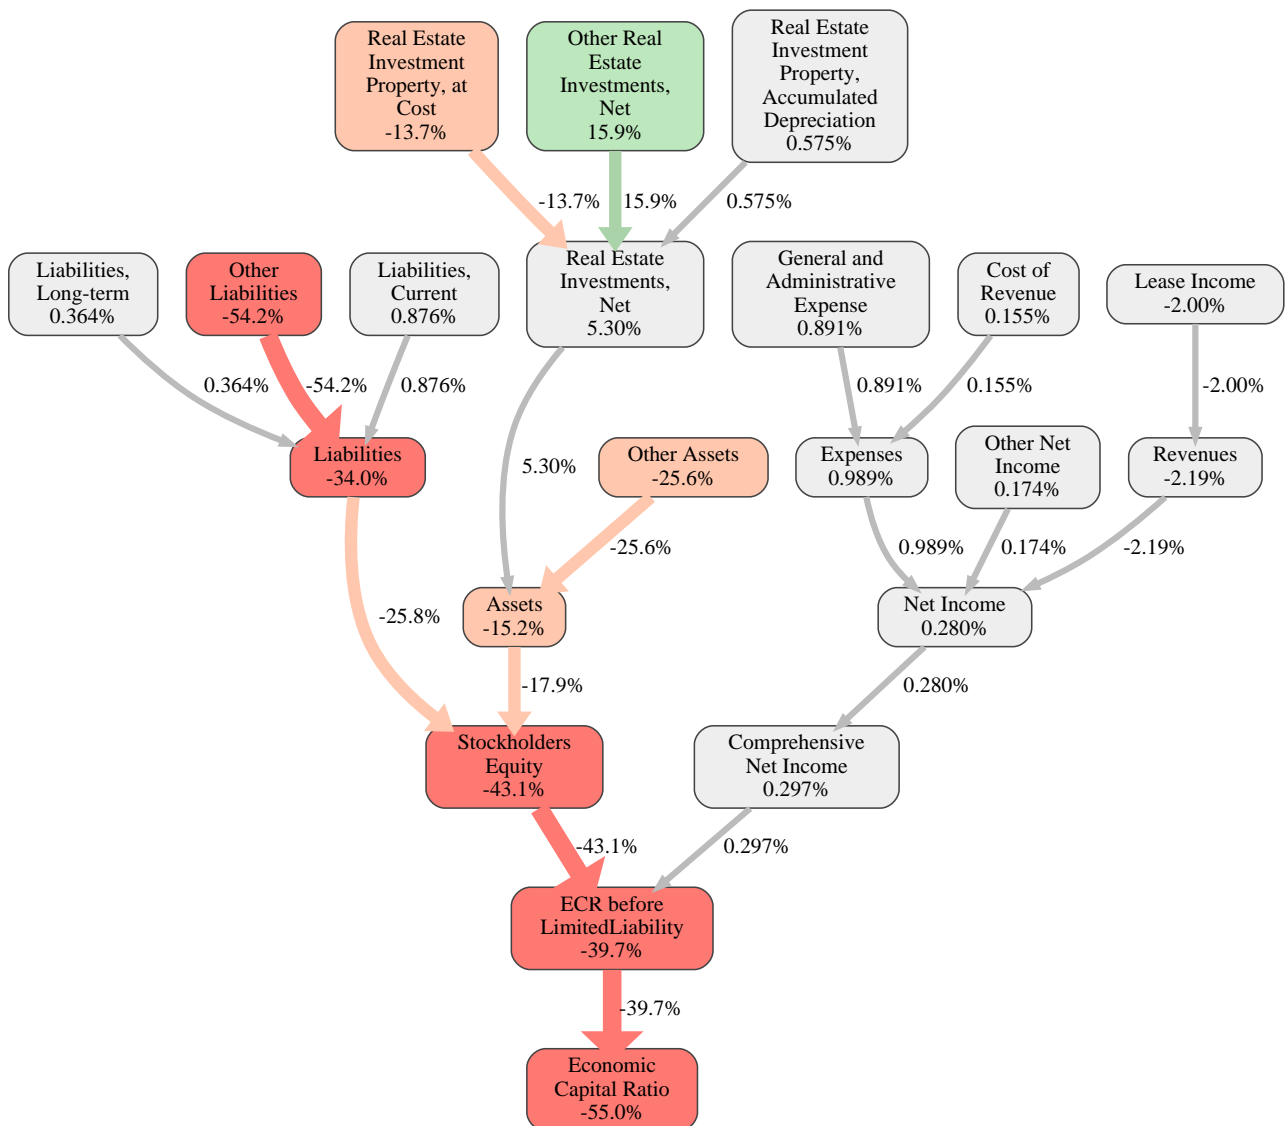 Real Estate
Investment
Property, at
Cost
-13.7%
Other Real
Estate
Investments,
Net
15.9%
Real Estate
Investment
Property,
Accumulated
Depreciation
0.575%
-13.7%
15.9%
0.575%
Liabilities,
Long-term
0.364%
Other
Liabilities
-54.2%
Liabilities,
Current
0.876%
Real Estate
Investments,
Net
5.30%
General and
Administrative
Expense
0.891%
Cost of
Revenue
0.155%
Lease Income
-2.00%
0.364%
-54.2%
0.876%
0.891%
0.155%
-2.00%
Liabilities
-34.0%
5.30%
Other Assets
-25.6%
Expenses
0.989%
Other Net
Income
0.174%
Revenues
-2.19%
-25.6%
0.989%
0.174%
-2.19%
-25.8%
Assets
-15.2%
Net Income
0.280%
-17.9%
0.280%
Stockholders
Equity
-43.1%
Comprehensive
Net Income
0.297%
-43.1%
0.297%
ECR before
LimitedLiability
-39.7%
-39.7%
Economic
Capital Ratio
-55.0%